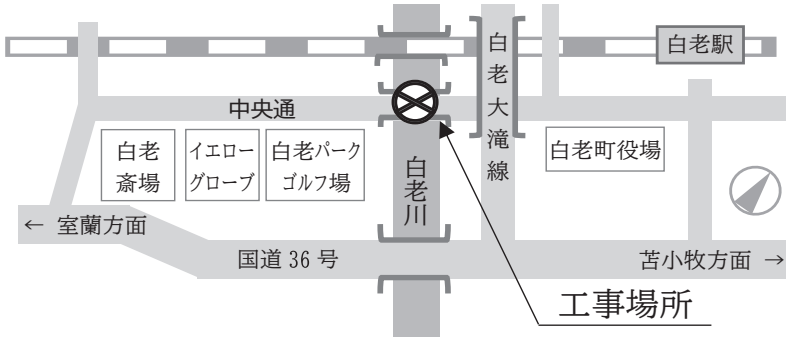 白老駅
白老大滝線
中央通
白老
斎場
イエロー
グローブ
白老パーク
ゴルフ場
白老川
白老町役場
← 室蘭方面
国道 36 号
苫小牧方面 →
工事場所